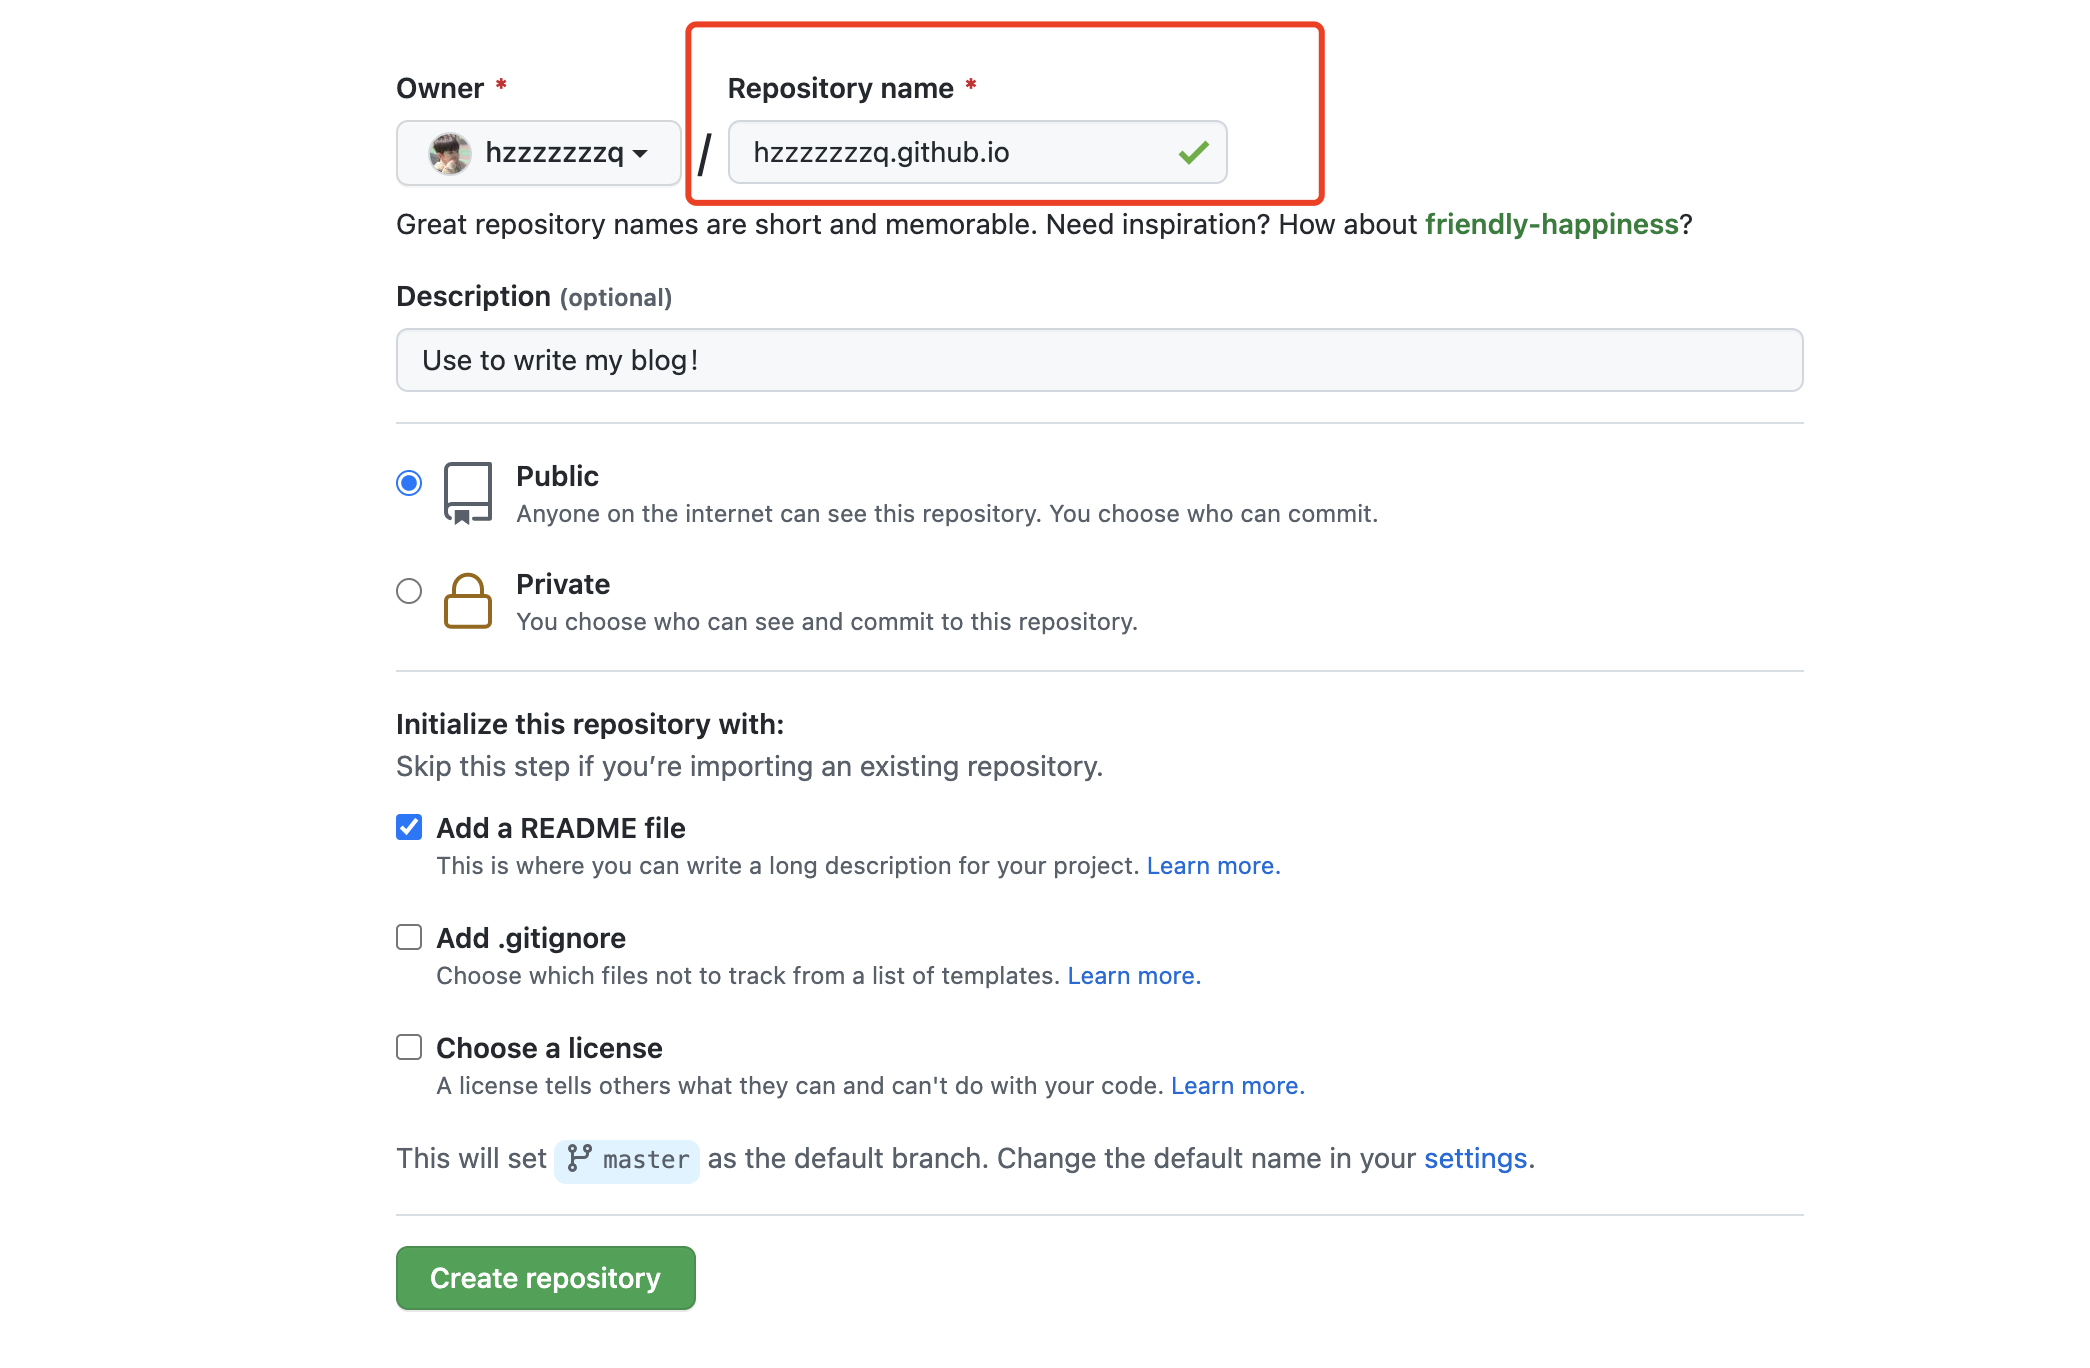 Owner *
Repository name *
hzzzzzzzq
/
hzzzzzzzq.github.io
Great repository names are short and memorable. Need inspiration? How about friendly-happiness?
Description (optional)
Use to write my blog!
Public
Anyone on the internet can see this repository. You choose who can commit.
Private
You choose who can see and commit to this repository.
Initialize this repository with:
Skip this step if you’re importing an existing repository.
Add a README file
This is where you can write a long description for your project. Learn more.
Add .gitignore
Choose which files not to track from a list of templates. Learn more.
Choose a license
A license tells others what they can and can't do with your code. Learn more.
This will set master as the default branch. Change the default name in your settings.
Create repository